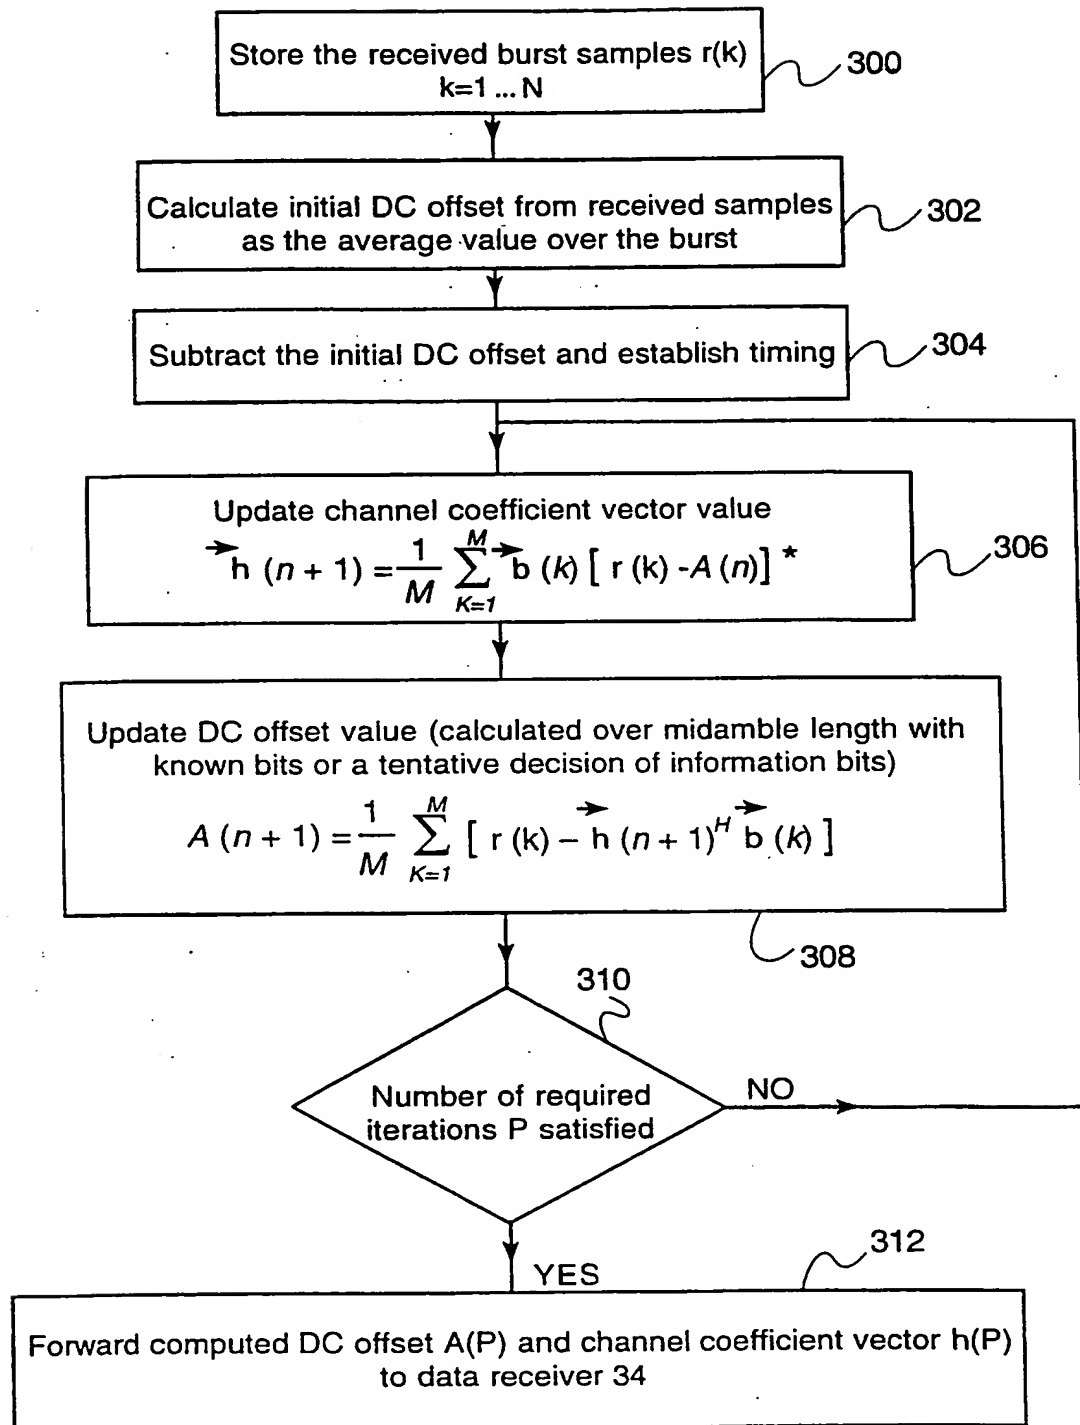 Store the received burst samples r(k)
k=1 ... N
300
Calculate initial DC offset from received samples
as the average value over the burst
302
Subtract the initial DC offset and establish timing
304
Update channel coefficient vector value
→h (n + 1) = 1/M M∑K=1 →b (k) [ r (k) -A (n)] *
306
Update DC offset value (calculated over midamble length with
known bits or a tentative decision of information bits)
A (n + 1) = 1/M M∑K=1 [ r (k) – →h (n + 1)^H →b (k) ]
308
310
Number of required
iterations P satisfied
NO
YES
312
Forward computed DC offset A(P) and channel coefficient vector h(P)
to data receiver 34